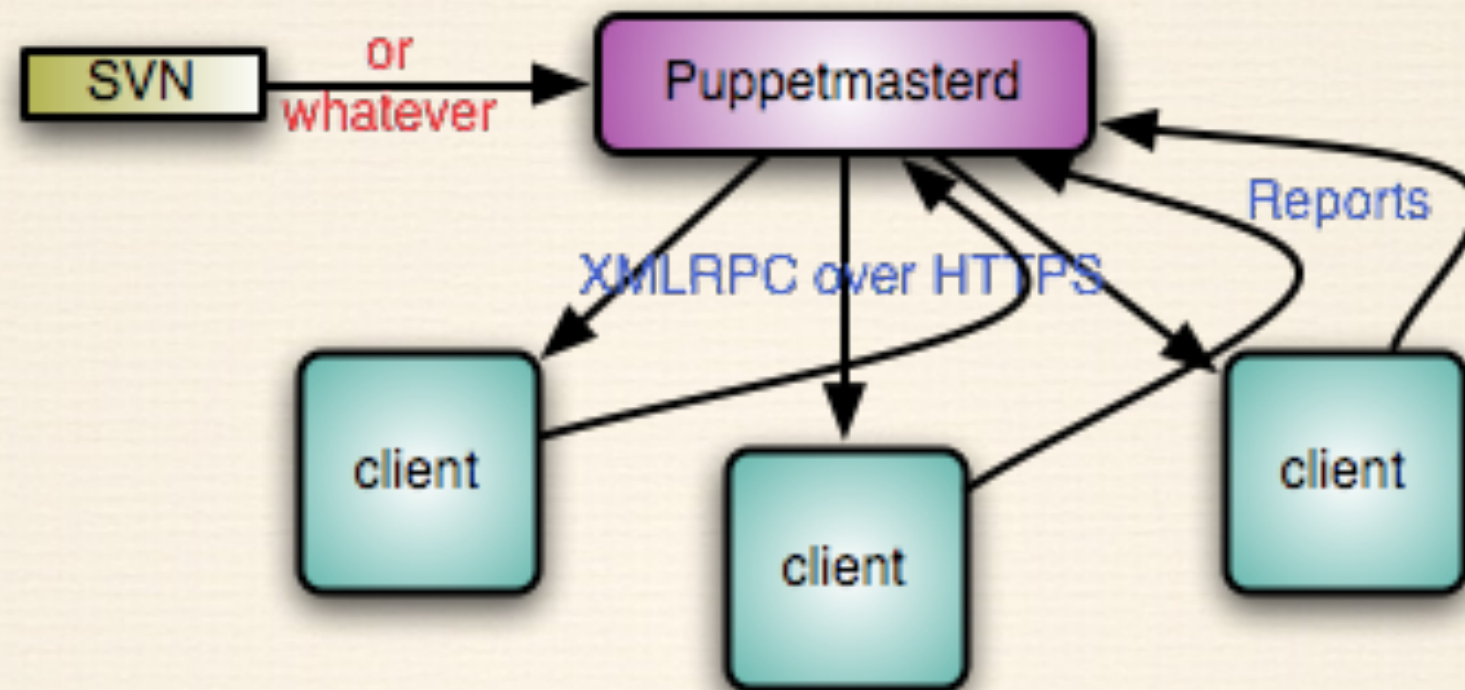 SVN
or
whatever
Puppetmasterd
Reports
XMLRPC over HTTPS
client
client
client